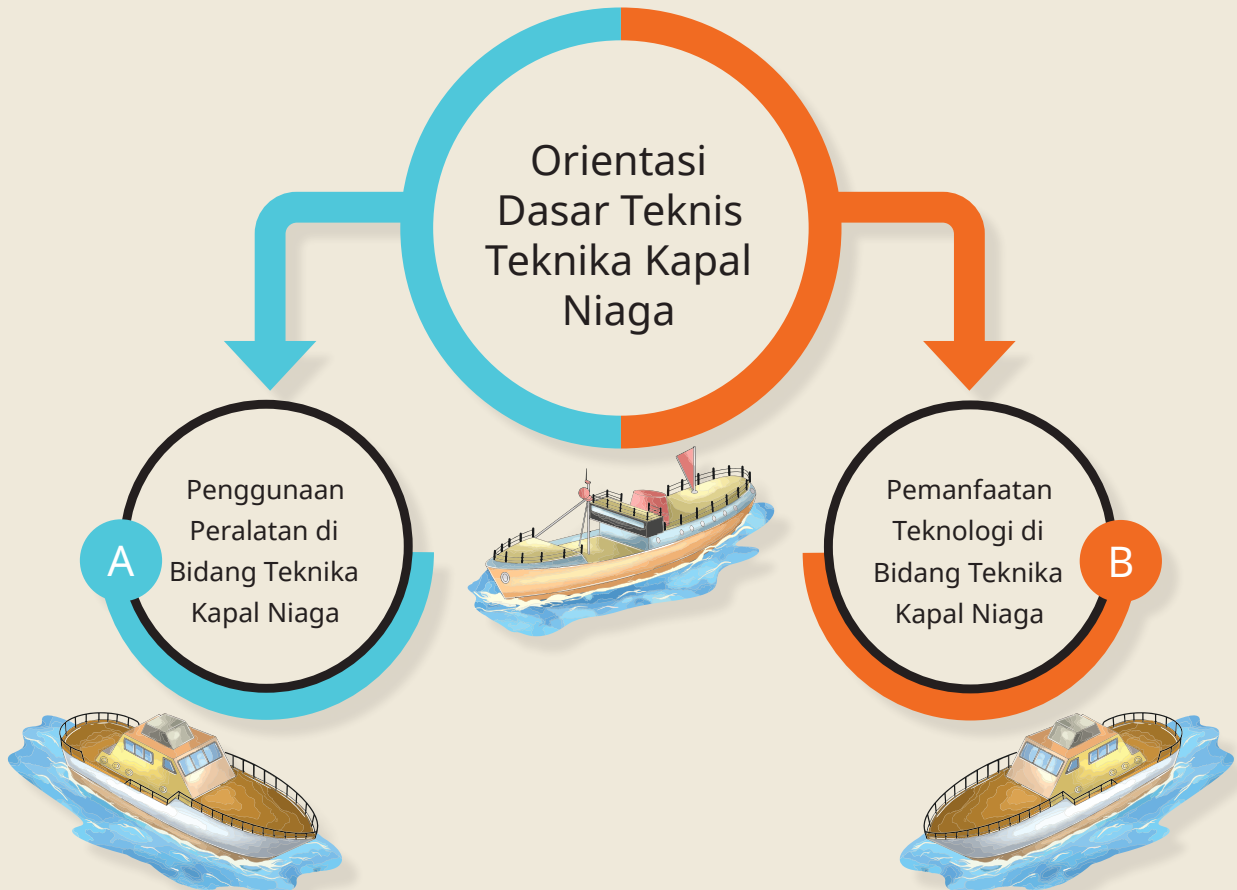 Orientasi
Dasar Teknis
Teknika Kapal
Niaga
A
Penggunaan
Peralatan di
Bidang Teknika
Kapal Niaga
Pemanfaatan
Teknologi di
Bidang Teknika
Kapal Niaga
B